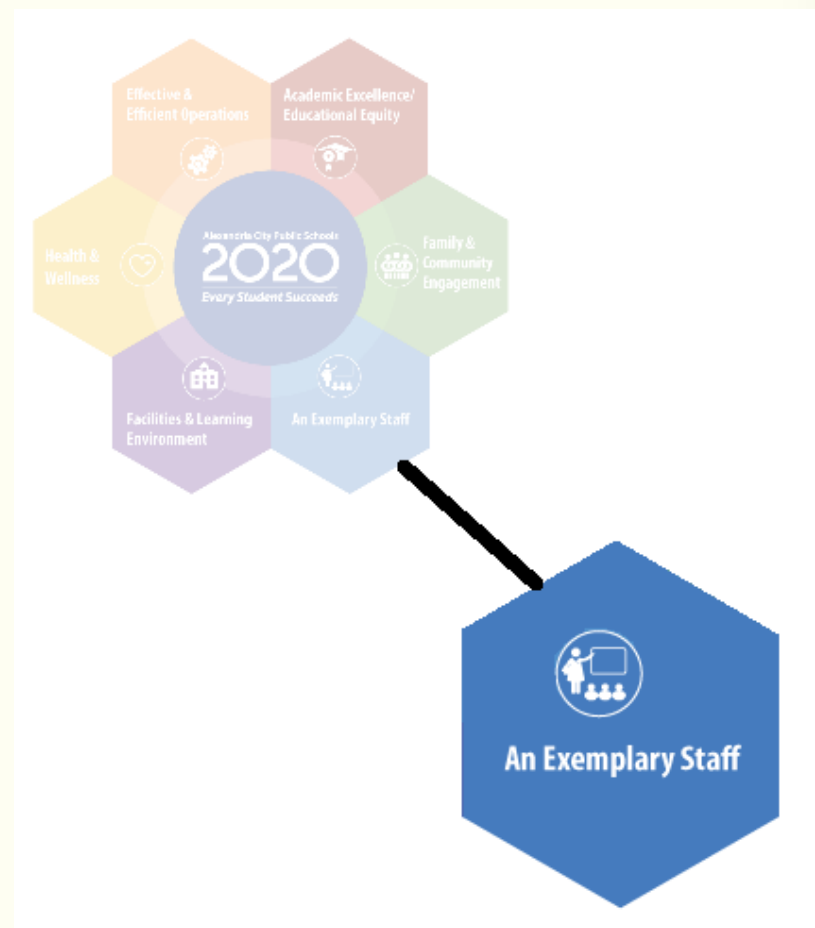 Effective &
Efficient Operations
Academic Excellence/
Educational Equity
Health &
Wellness
Alexandria City Public Schools
2020
Every Student Succeeds
Family &
Community
Engagement
Facilities & Learning
Environment
An Exemplary Staff
An Exemplary Staff